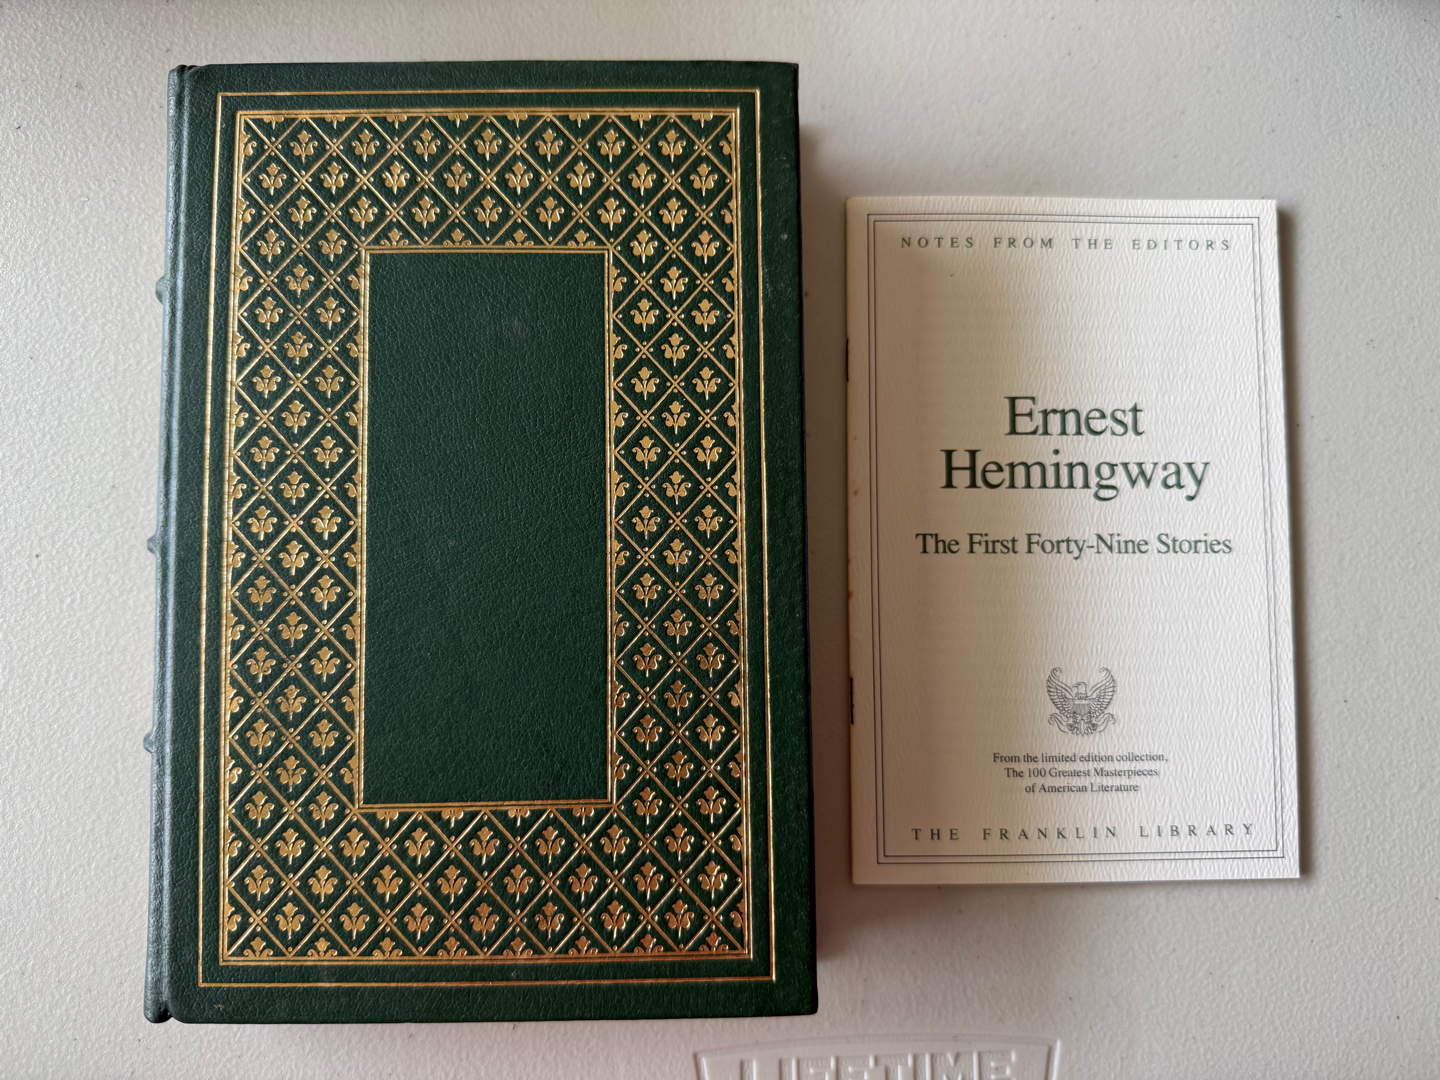 NOTES FROM THE EDITORS
Ernest
Hemingway
The First Forty-Nine Stories
From the limited edition collection,
The 100 Greatest Masterpieces
of American Literature
THE FRANKLIN LIBRARY
LIFETIME